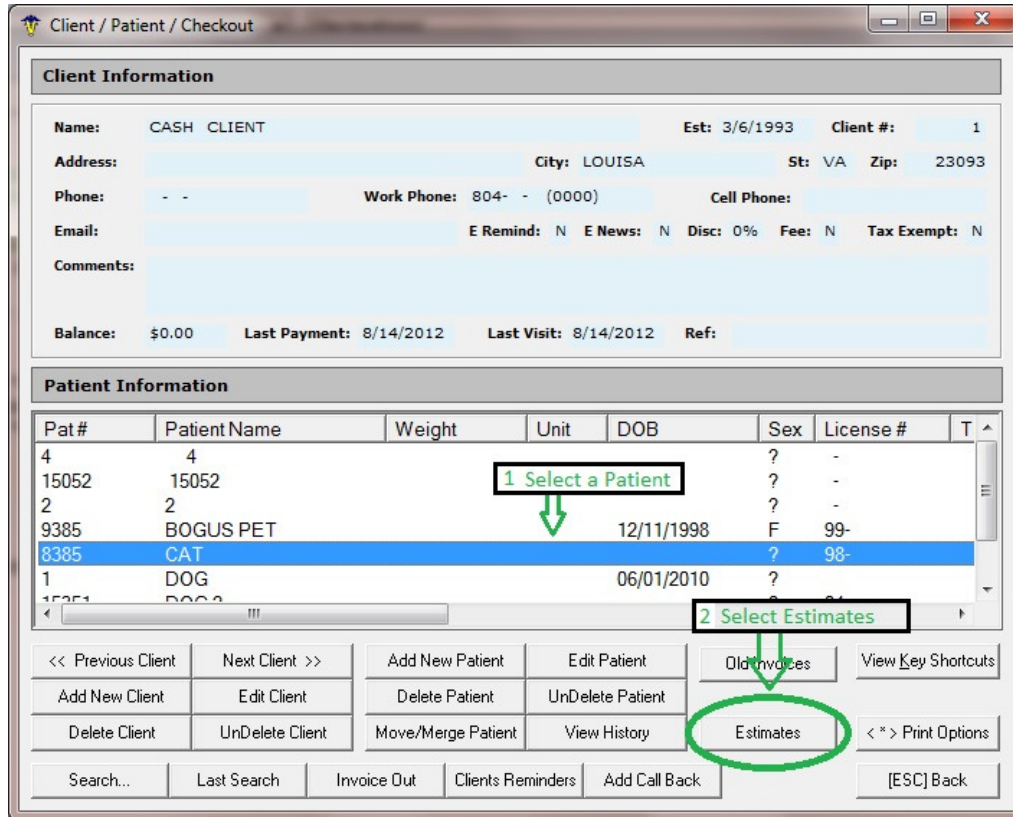 Client / Patient / Checkout
Client Information
Name: CASH CLIENT Est: 3/6/1993 Client #: 1
Address: City: LOUISA St: VA Zip: 23093
Phone: - - Work Phone: 804- - (0000) Cell Phone:
Email: E Remind: N E News: N Disc: 0% Fee: N Tax Exempt: N
Comments:
Balance: $0.00 Last Payment: 8/14/2012 Last Visit: 8/14/2012 Ref:
Patient Information
Pat # Patient Name Weight Unit DOB Sex License # T
4 4 ? -
15052 15052 ? -
1 Select a Patient
2 2 ? -
9385 BOGUS PET 12/11/1998 F 99-
8385 CAT ? 98-
1 DOG 06/01/2010 ?
15351 DOG 2
2 Select Estimates
<< Previous Client Next Client >> Add New Patient Edit Patient Old Invoices View Key Shortcuts
Add New Client Edit Client Delete Patient UnDelete Patient
Delete Client UnDelete Client Move/Merge Patient View History Estimates < * > Print Options
Search... Last Search Invoice Out Clients Reminders Add Call Back [ESC] Back